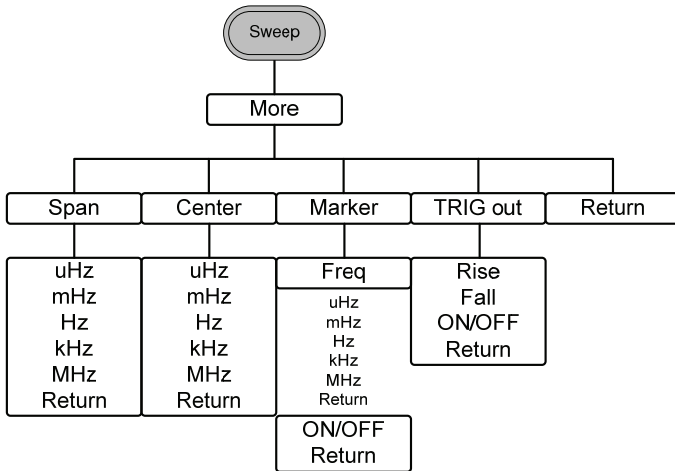 Sweep
More
Span
Center
Marker
TRIG out
Return
uHz
mHz
Hz
kHz
MHz
Return
uHz
mHz
Hz
kHz
MHz
Return
Freq
uHz
mHz
Hz
kHz
MHz
Return
ON/OFF
Return
Rise
Fall
ON/OFF
Return